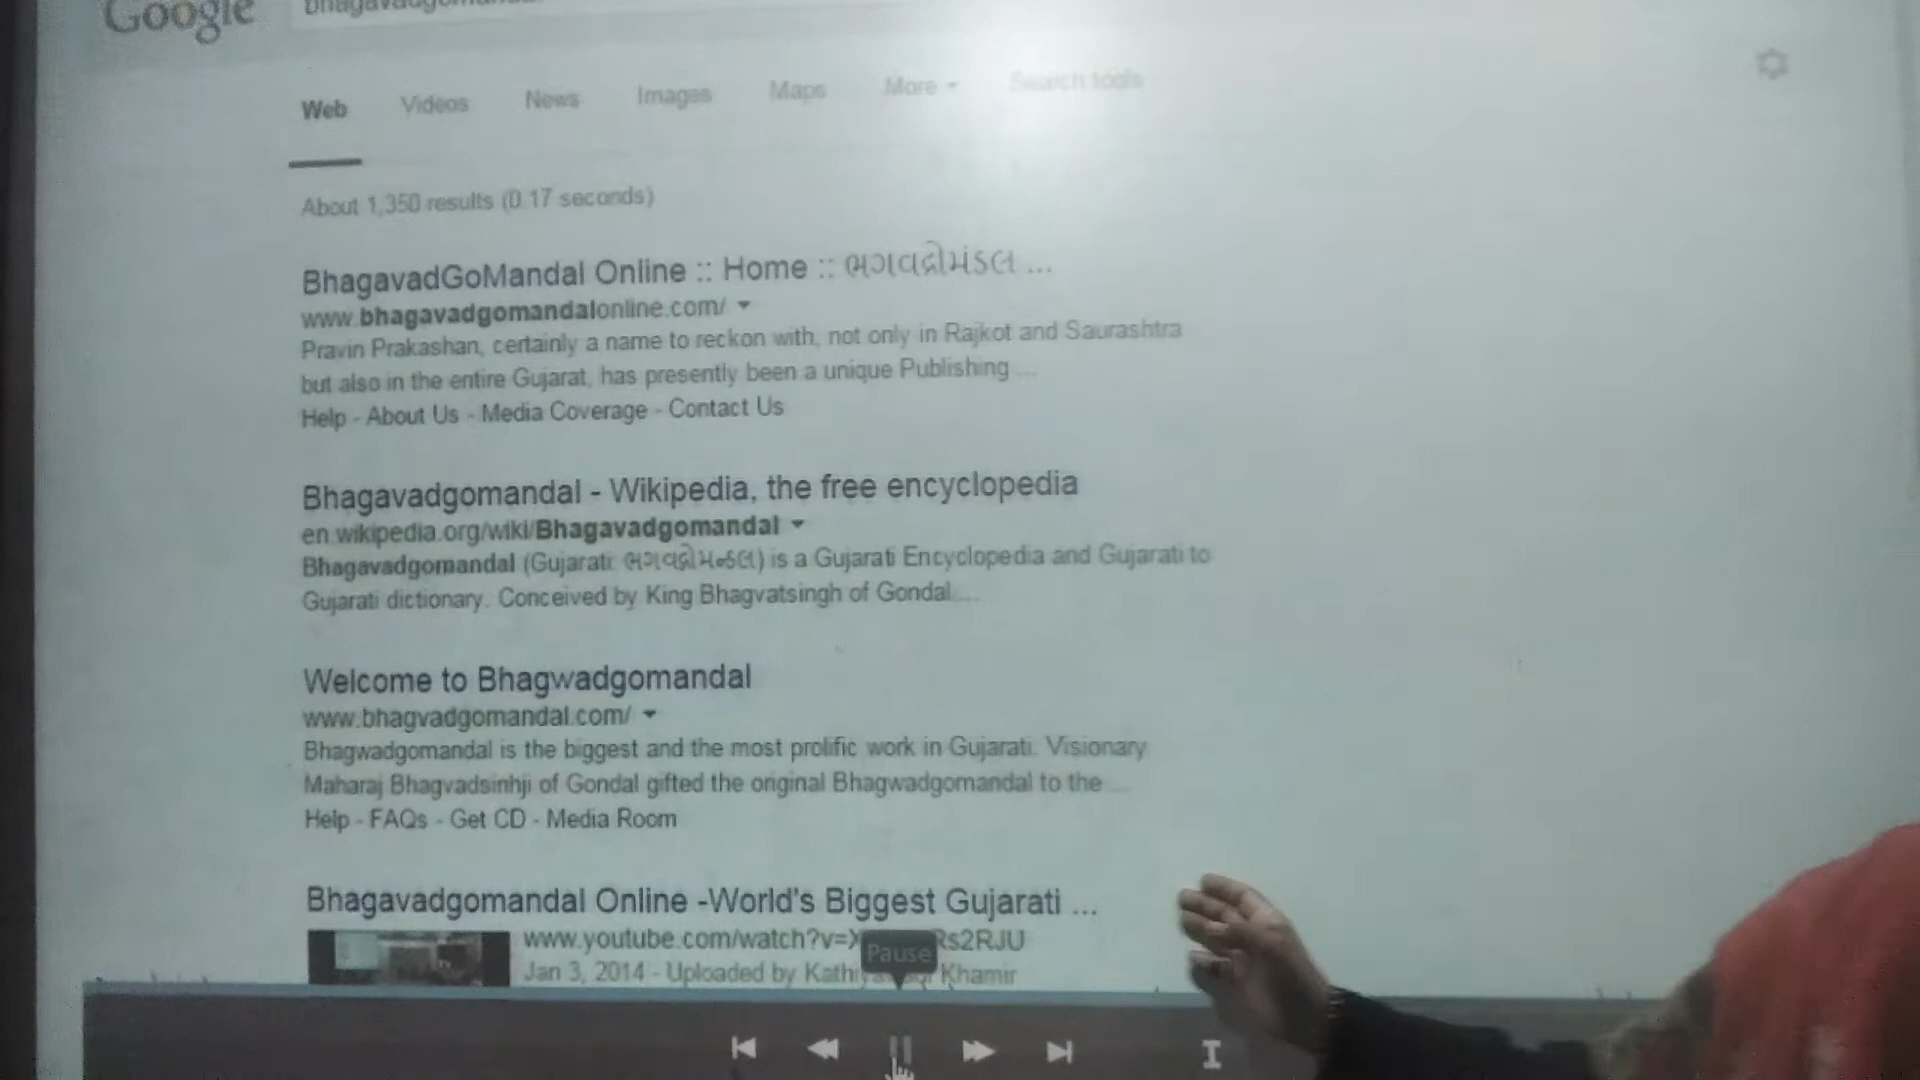 Google
Web Videos News Images Maps More Search tools
About 1,350 results (0.17 seconds)
BhagavadGoMandal Online :: Home :: ભગવદ્ગોમંડલ ...
www.bhagavadgomandalonline.com/
Pravin Prakashan, certainly a name to reckon with, not only in Rajkot and Saurashtra
but also in the entire Gujarat, has presently been a unique Publishing ...
Help - About Us - Media Coverage - Contact Us
Bhagavadgomandal - Wikipedia, the free encyclopedia
en.wikipedia.org/wiki/Bhagavadgomandal
Bhagavadgomandal (Gujarati: ભગવદ્ગોમન્ડલ) is a Gujarati Encyclopedia and Gujarati to
Gujarati dictionary. Conceived by King Bhagvatsingh of Gondal ...
Welcome to Bhagwadgomandal
www.bhagvadgomandal.com/
Bhagwadgomandal is the biggest and the most prolific work in Gujarati. Visionary
Maharaj Bhagvadsinhji of Gondal gifted the original Bhagwadgomandal to the ...
Help - FAQs - Get CD - Media Room
Bhagavadgomandal Online -World's Biggest Gujarati ...
www.youtube.com/watch?v= Rs2RJU
Pause
Jan 3, 2014 - Uploaded by Khamir